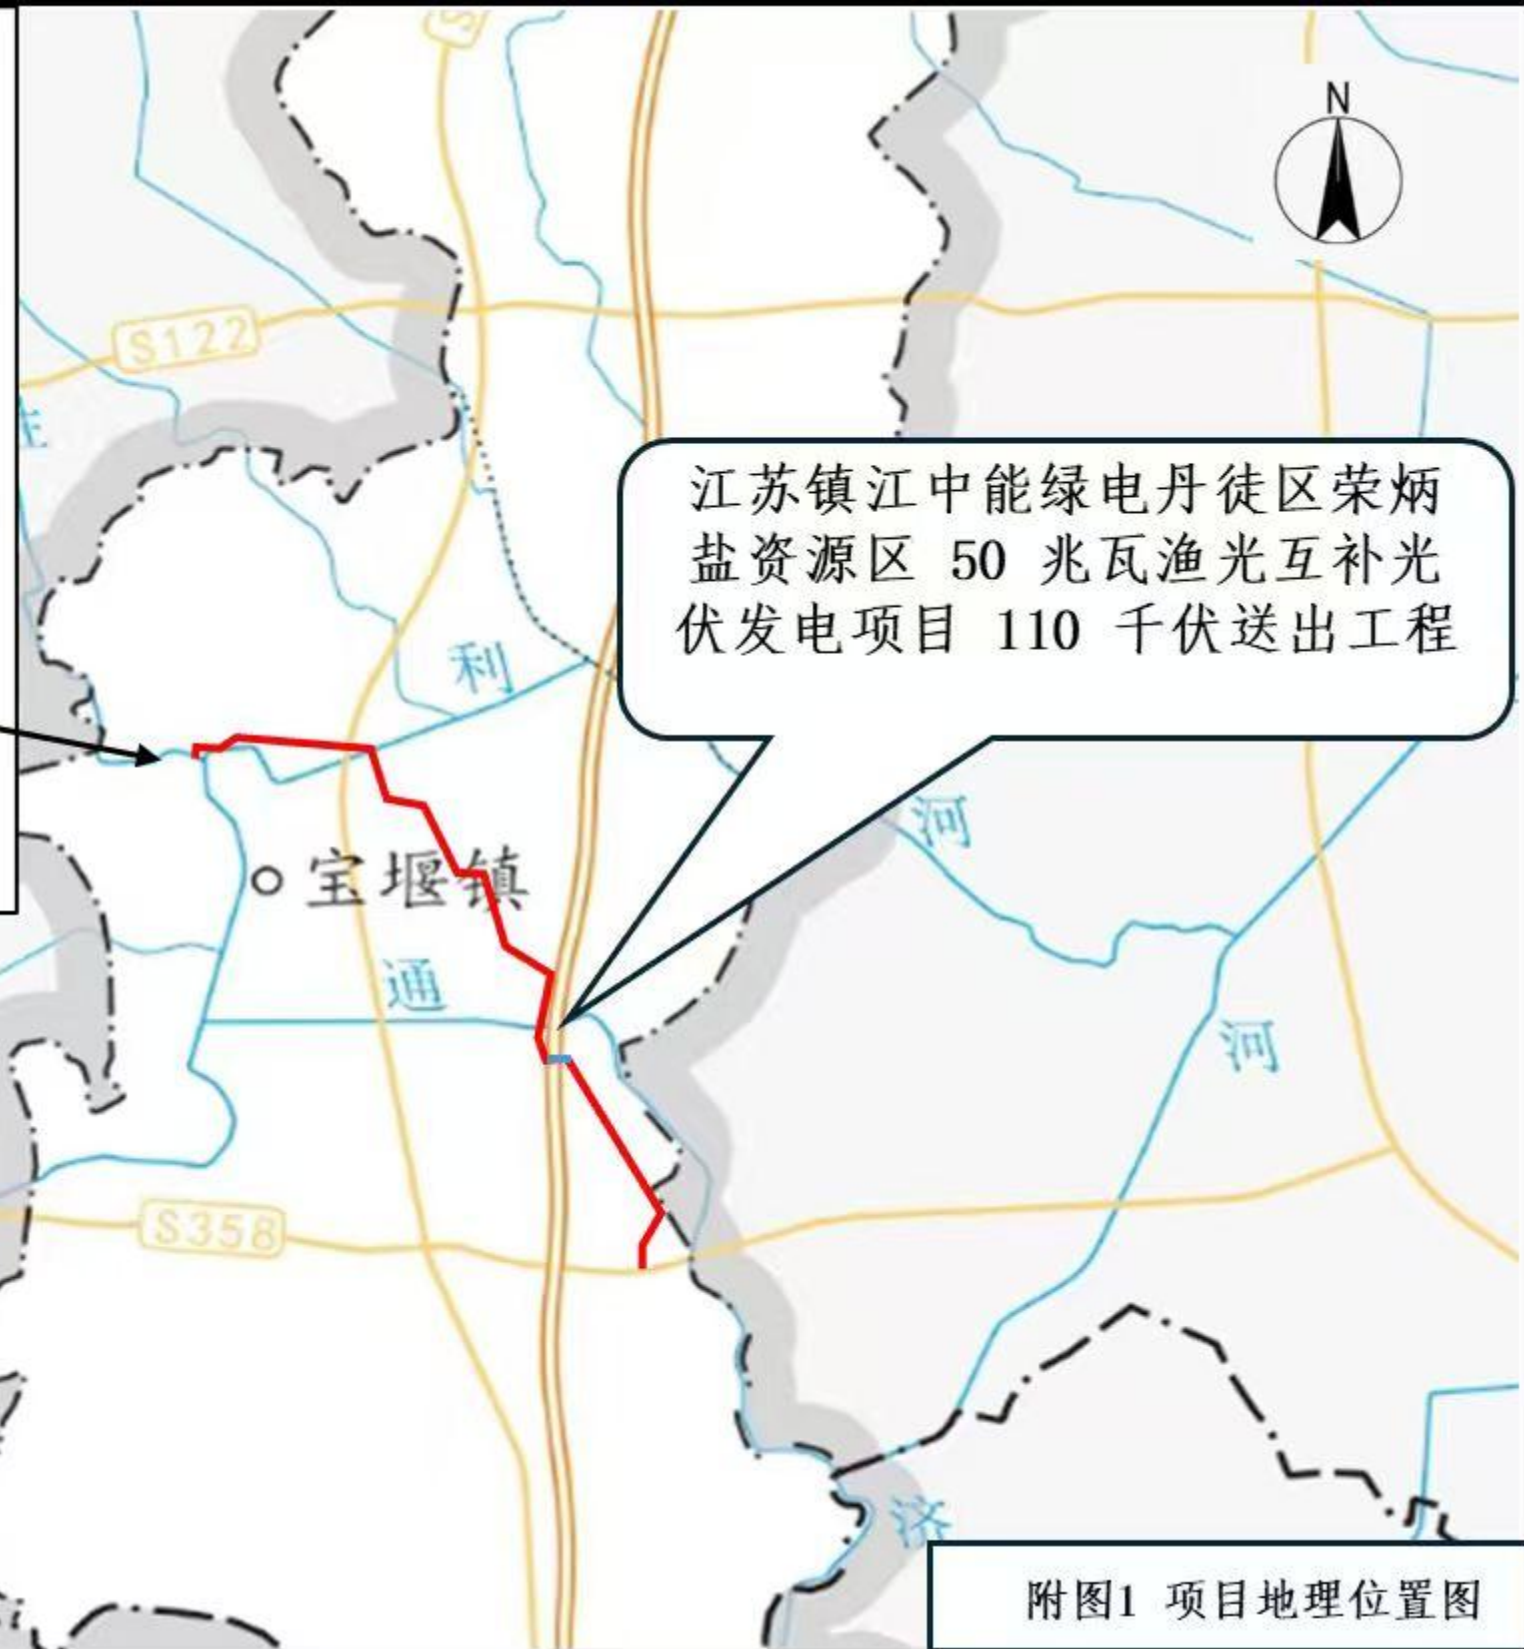 N
S122
江苏镇江中能绿电丹徒区荣炳
盐资源区 50 兆瓦渔光互补光
伏发电项目 110 千伏送出工程
利
河
宝堰镇
通
河
S358
济
附图1 项目地理位置图